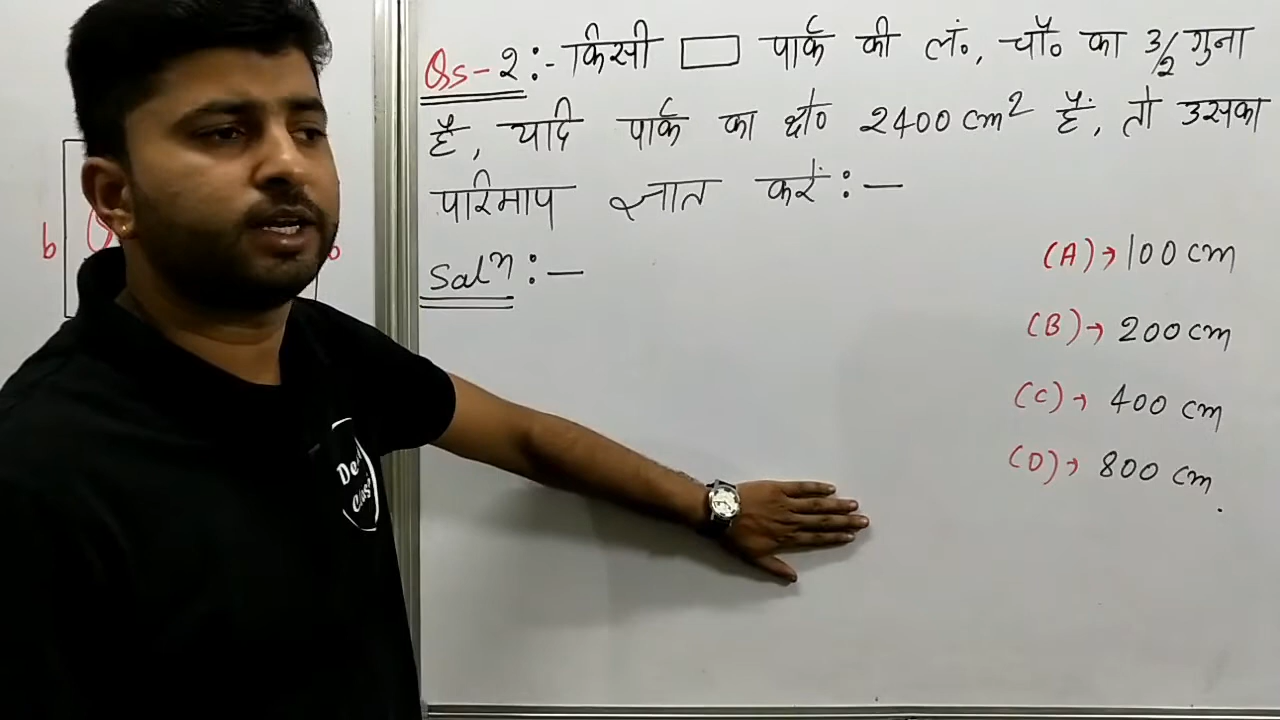 Qs-२:- किसी पार्क की लं०, चौ० का 3/2 गुना
है, यदि पार्क का क्षे० 2400 cm² है, तो उसका
परिमाप ज्ञात करें:-
Solⁿ:-
(A)→100 cm
(B)→200 cm
(C)→400 cm
(D)→800 cm
b